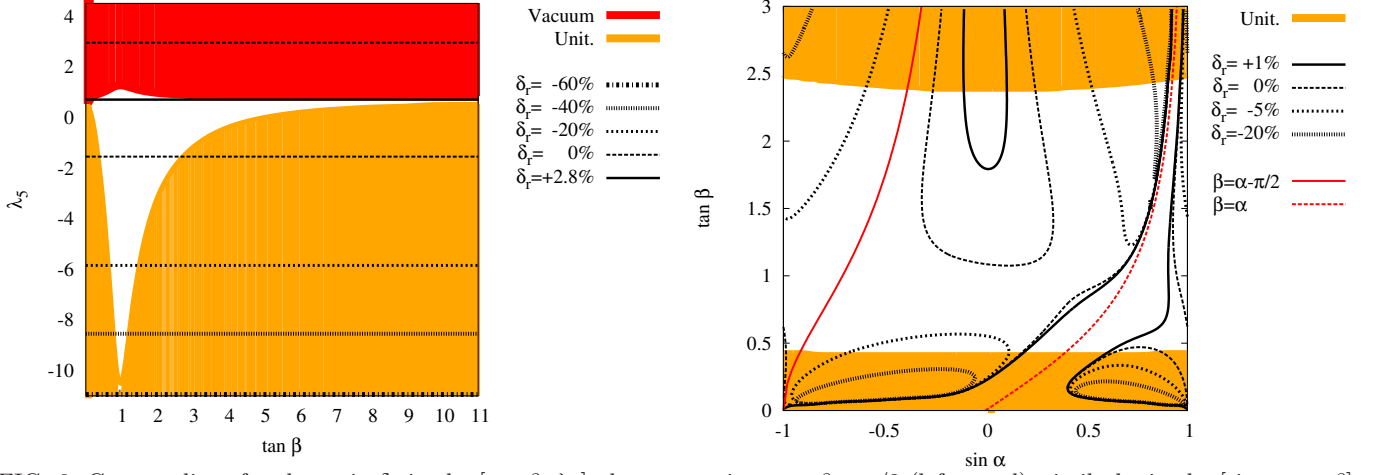 Vacuum
Unit.
δr= -60%
δr= -40%
δr= -20%
δr= 0%
δr=+2.8%
4
2
0
-2
-4
-6
-8
-10
λ5
1 2 3 4 5 6 7 8 9 10 11
tan β
Unit.
δr= +1%
δr= 0%
δr= -5%
δr=-20%
β=α-π/2
β=α
3
2.5
2
1.5
1
0.5
0
tan β
-1 -0.5 0 0.5 1
sin α